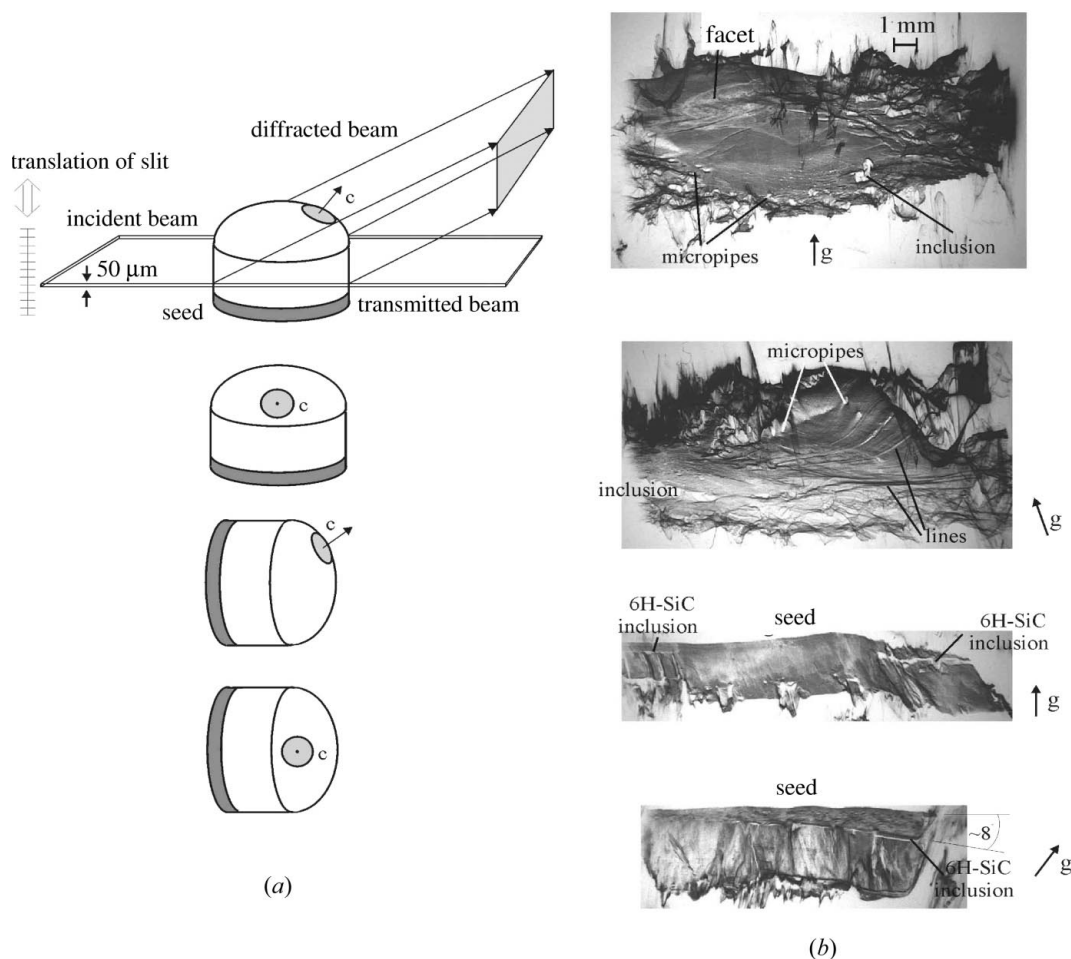 diffracted beam
translation of slit
c
incident beam
50 μm
seed
transmitted beam
c
c
c
(a)
facet
1 mm
micropipes
g
inclusion
micropipes
inclusion
lines
g
6H-SiC
inclusion
seed
6H-SiC
inclusion
g
seed
~8
6H-SiC
inclusion
g
(b)